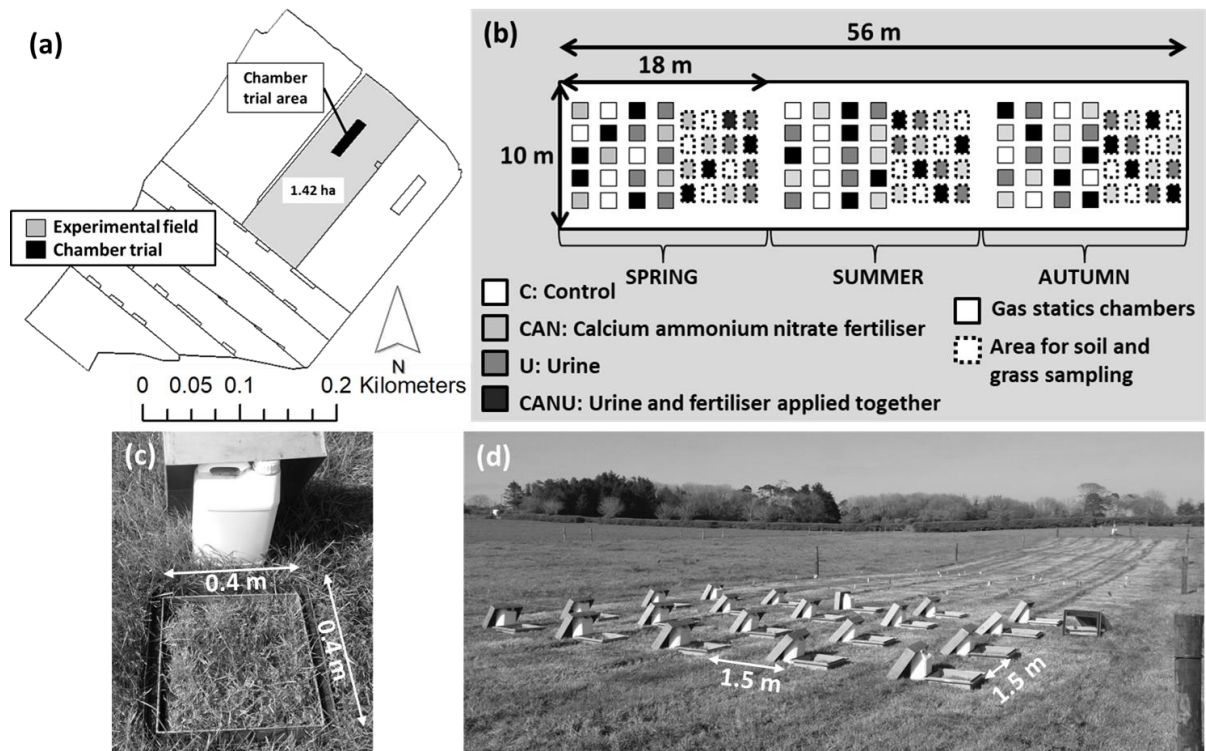 (a)
Chamber
trial area
1.42 ha
Experimental field
Chamber trial
N
0 0.05 0.1 0.2 Kilometers
(b)
56 m
18 m
10 m
SPRING SUMMER AUTUMN
C: Control
CAN: Calcium ammonium nitrate fertiliser
U: Urine
CANU: Urine and fertiliser applied together
Gas statics chambers
Area for soil and
grass sampling
(c)
0.4 m
0.4 m
(d)
1.5 m
1.5 m